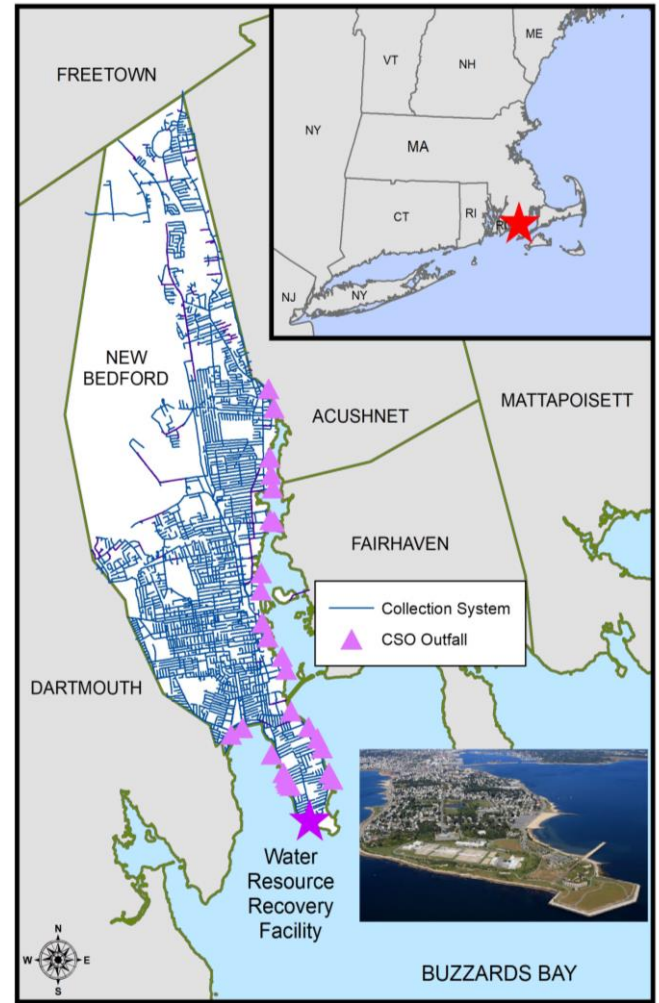 FREETOWN
ME
VT
NH
NY
MA
CT
RI
RI
NJ
NY
NEW
BEDFORD
ACUSHNET
MATTAPOISETT
FAIRHAVEN
Collection System
CSO Outfall
DARTMOUTH
Water
Resource
Recovery
Facility
N
W
E
S
BUZZARDS BAY